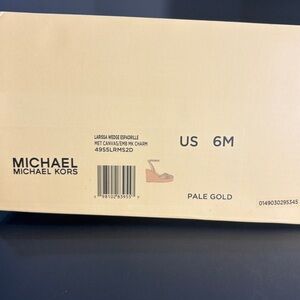 LARISSA WEDGE ESPADRILLE
MET CANVAS/EMB MK CHARM
49S5LRMS2D
US 6M
MICHAEL
MICHAEL KORS
PALE GOLD
0149030295345